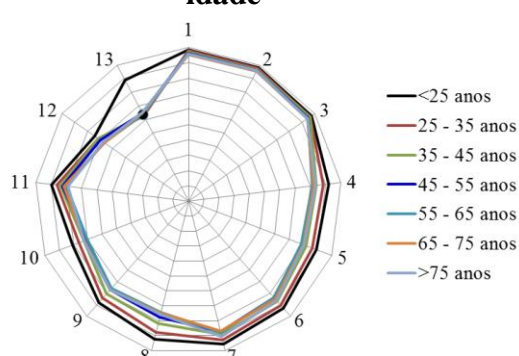 idade
1
2
3
4
5
6
7
8
9
10
11
12
13
<25 anos
25 - 35 anos
35 - 45 anos
45 - 55 anos
55 - 65 anos
65 - 75 anos
>75 anos